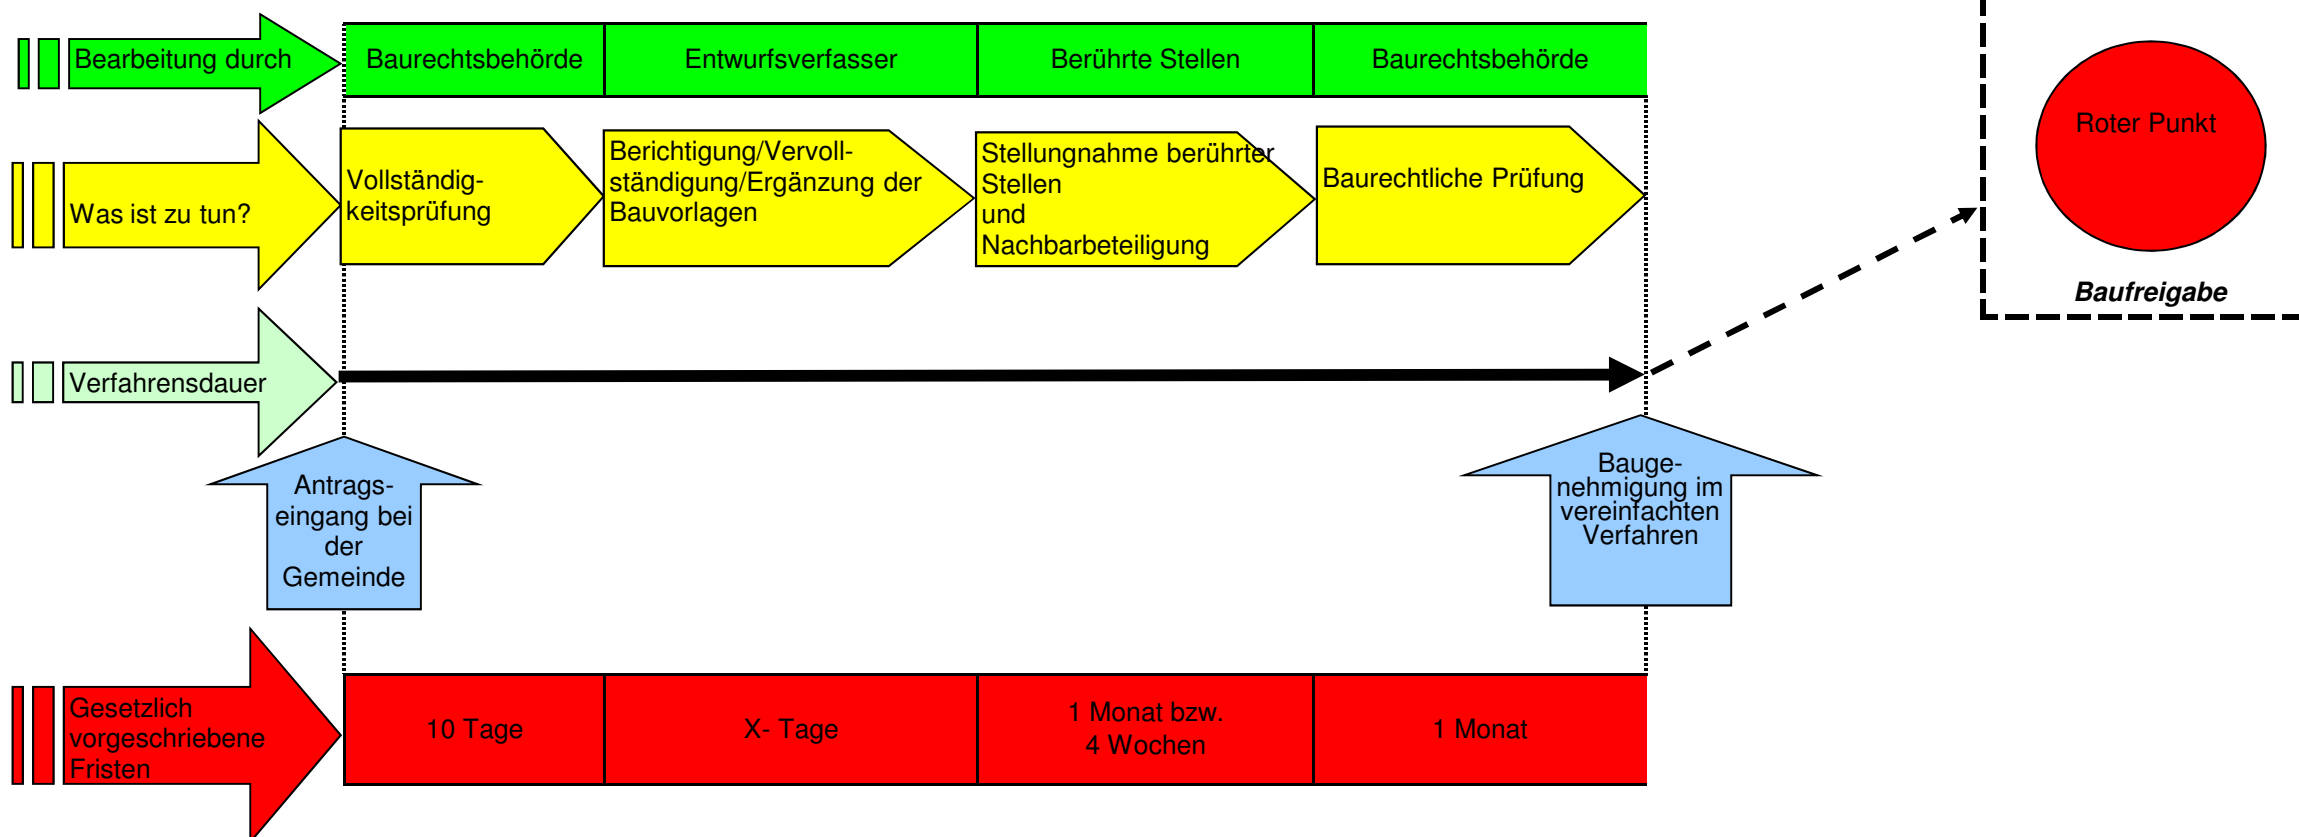 Bearbeitung durch
Baurechtsbehörde
Entwurfsverfasser
Berührte Stellen
Baurechtsbehörde
Roter Punkt
Baufreigabe
Was ist zu tun?
Vollständig-
keitsprüfung
Berichtigung/Vervoll-
ständigung/Ergänzung der
Bauvorlagen
Stellungnahme berührter
Stellen
und
Nachbarbeteiligung
Baurechtliche Prüfung
Verfahrensdauer
Antrags-
eingang bei
der
Gemeinde
Bauge-
nehmigung im
vereinfachten
Verfahren
Gesetzlich
vorgeschriebene
Fristen
10 Tage
X- Tage
1 Monat bzw.
4 Wochen
1 Monat